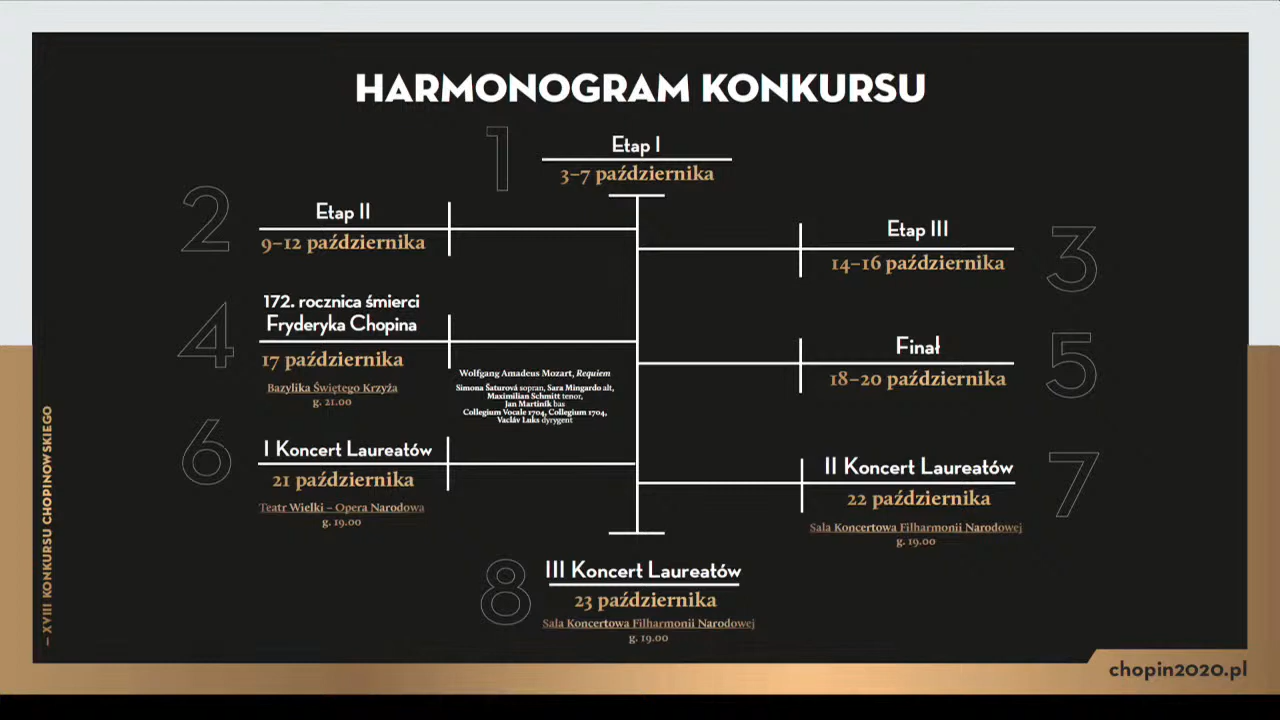 HARMONOGRAM KONKURSU
1
Etap I
3–7 października
2
Etap II
9–12 października
3
Etap III
14–16 października
4
172. rocznica śmierci
Fryderyka Chopina
17 października
Bazylika Świętego Krzyża
g. 21.00
Wolfgang Amadeus Mozart, Requiem
Simona Šaturová sopran, Sara Mingardo alt,
Maximilian Schmitt tenor,
Jan Martiník bas
Collegium Vocale 1704, Collegium 1704,
Vacláv Luks dyrygent
5
Finał
18–20 października
6
I Koncert Laureatów
21 października
Teatr Wielki – Opera Narodowa
g. 19.00
7
II Koncert Laureatów
22 października
Sala Koncertowa Filharmonii Narodowej
g. 19.00
8
III Koncert Laureatów
23 października
Sala Koncertowa Filharmonii Narodowej
g. 19.00
— XVIII KONKURSU CHOPINOWSKIEGO
chopin2020.pl